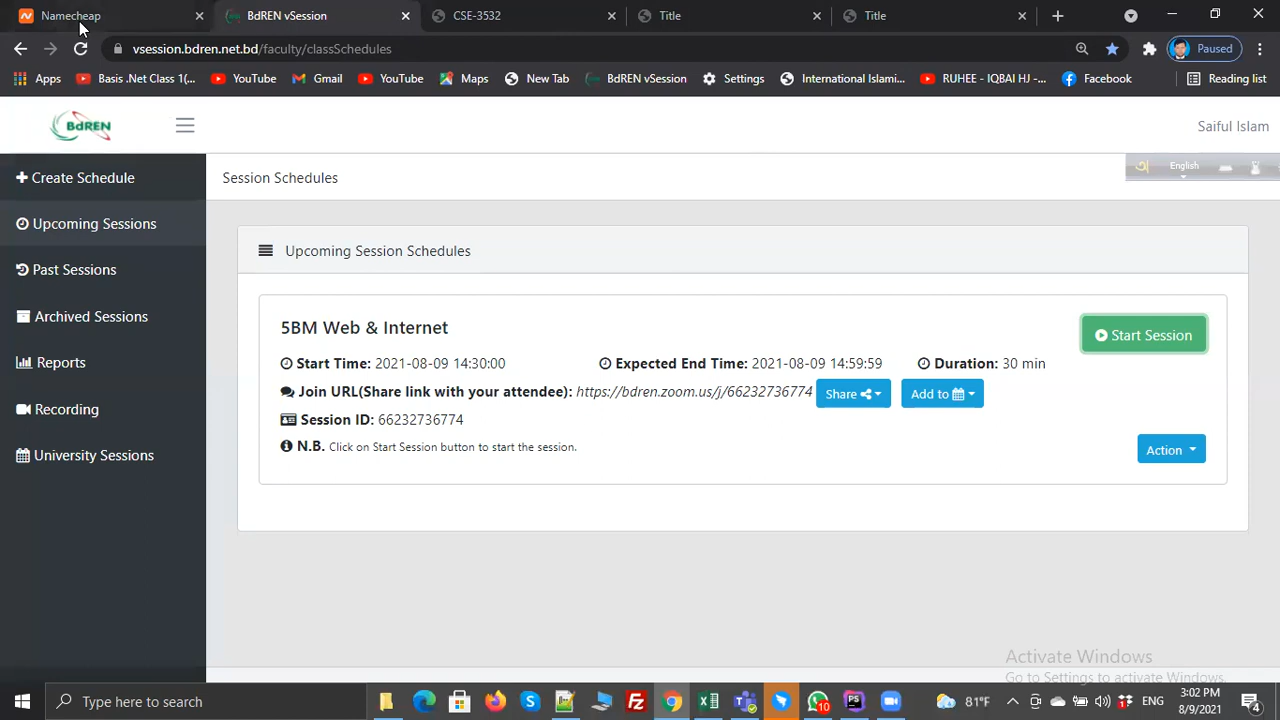 Namecheap
BdREN vSession
CSE-3532
Title
Title
vsession.bdren.net.bd/faculty/classSchedules
Paused
Apps
Basis .Net Class 1(...
YouTube
Gmail
YouTube
Maps
New Tab
BdREN vSession
Settings
International Islami...
RUHEE - IQBAl HJ -...
Facebook
Reading list
BdREN
Saiful Islam
Create Schedule
Session Schedules
English
Upcoming Sessions
Upcoming Session Schedules
Past Sessions
Archived Sessions
Reports
Recording
University Sessions
5BM Web & Internet
Start Session
Start Time: 2021-08-09 14:30:00
Expected End Time: 2021-08-09 14:59:59
Duration: 30 min
Join URL(Share link with your attendee): https://bdren.zoom.us/j/66232736774
Share
Add to
Session ID: 66232736774
N.B. Click on Start Session button to start the session.
Action
Activate Windows
Go to Settings to activate Windows.
Type here to search
10
81°F
ENG
3:02 PM
8/9/2021
4